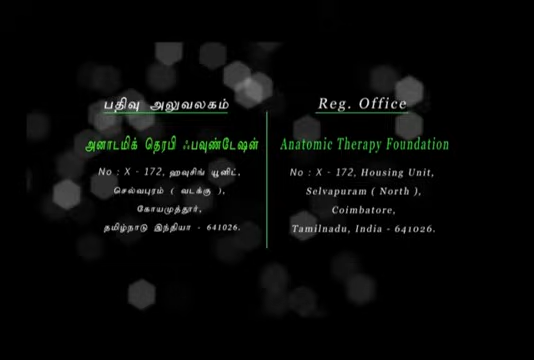 பதிவு அலுவலகம்
அனாடமிக் தெரபி ஃபவுண்டேஷன்
No : X - 172, ஹவுசிங் யூனிட்,
செல்வபுரம் ( வடக்கு ),
கோயமுத்தூர்,
தமிழ்நாடு இந்தியா - 641026.
Reg. Office
Anatomic Therapy Foundation
No : X - 172, Housing Unit,
Selvapuram ( North ),
Coimbatore,
Tamilnadu, India - 641026.